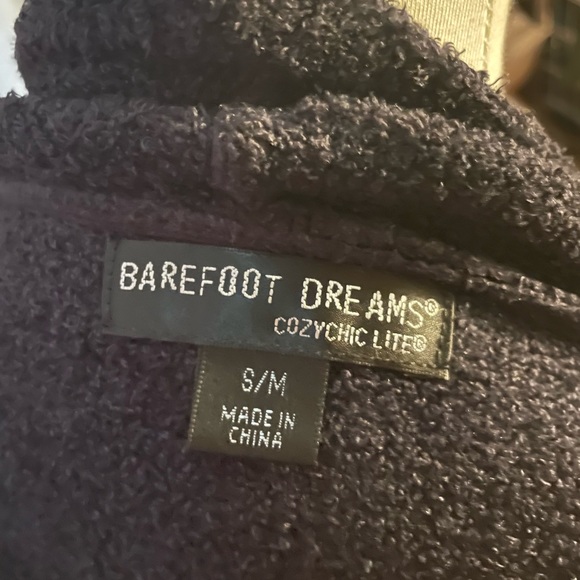 BAREFOOT DREAMS®
COZYCHIC LITE®
S/M
MADE IN
CHINA